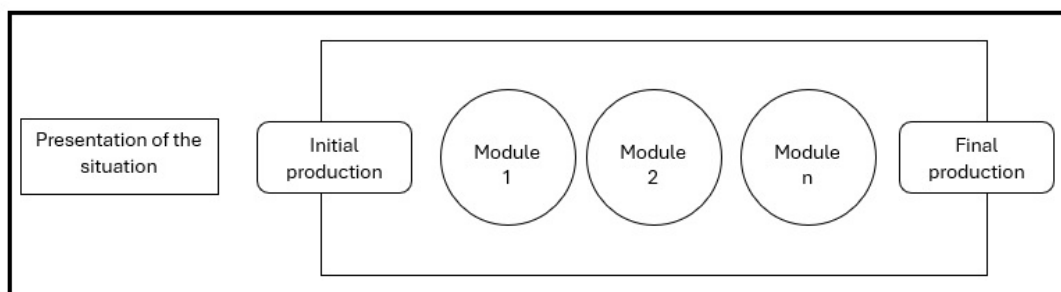 Presentation of the
situation
Initial
production
Module
1
Module
2
Module
n
Final
production